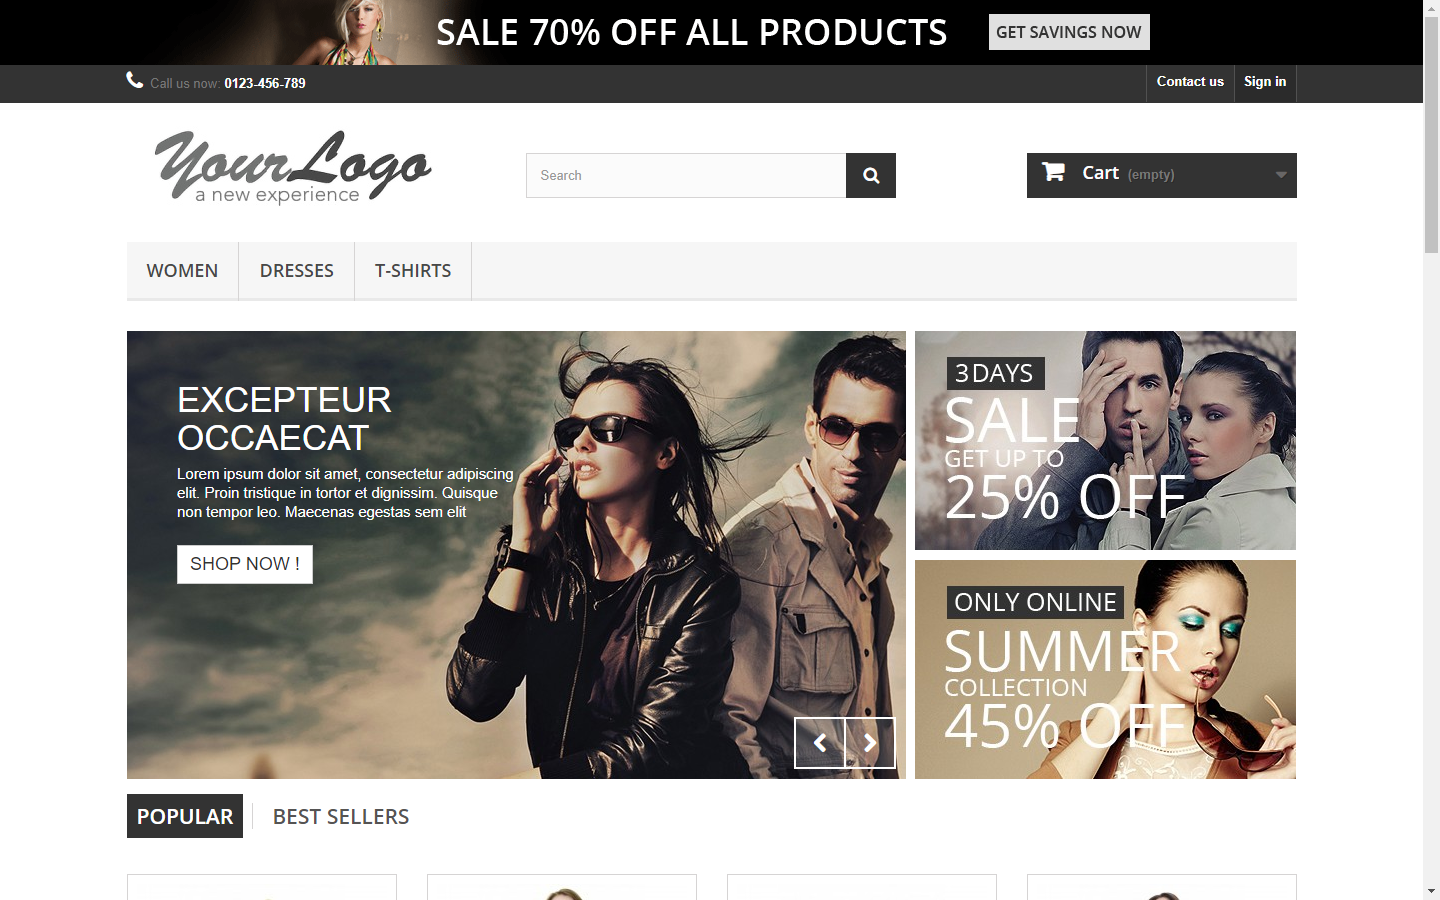 SALE 70% OFF ALL PRODUCTS
GET SAVINGS NOW
Call us now: 0123-456-789
Contact us
Sign in
YourLogo
a new experience
Search
Cart (empty)
WOMEN
DRESSES
T-SHIRTS
EXCEPTEUR
OCCAECAT
Lorem ipsum dolor sit amet, consectetur adipiscing
elit. Proin tristique in tortor et dignissim. Quisque
non tempor leo. Maecenas egestas sem elit
SHOP NOW !
3 DAYS
SALE
GET UP TO
25% OFF
ONLY ONLINE
SUMMER
COLLECTION
45% OFF
POPULAR
BEST SELLERS